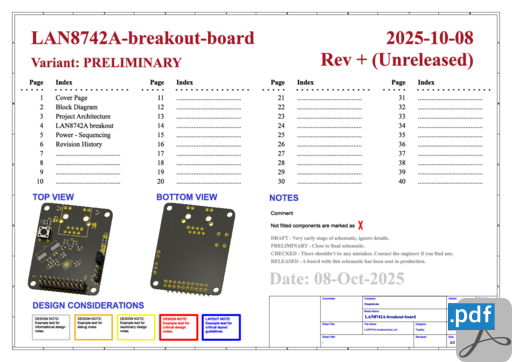 LAN8742A-breakout-board
2025-10-08
Variant: PRELIMINARY
Rev + (Unreleased)
Page Index Page Index Page Index Page Index
1 Cover Page 11 21 31
2 Block Diagram 12 22 32
3 Project Architecture 13 23 33
4 LAN8742A breakout 14 24 34
5 Power - Sequencing 15 25 35
6 Revision History 16 26 36
7 17 27 37
8 18 28 38
9 19 29 39
10 20 30 40
TOP VIEW
BOTTOM VIEW
NOTES
Comment
Not fitted components are marked as X
DRAFT - Very early stage of schematic, ignore details.
PRELIMINARY - Close to final schematic.
CHECKED - There shouldn't be any mistakes. Contact the engineer if you find any.
RELEASED - A board with this schematic has been sent to production.
Date: 08-Oct-2025
DESIGN CONSIDERATIONS
DESIGN NOTE:
Example text for
informational design
notes.
DESIGN NOTE:
Example text for
debug notes.
DESIGN NOTE:
Example text for
cautionary design
notes.
DESIGN NOTE:
Example text for
critical design
notes.
LAYOUT NOTE:
Example text for
critical layout
guidelines.
Comments:
Company:
Board Name:
LAN8742A-breakout-board
File Name:
Designer:
Reviewer:
.pdf